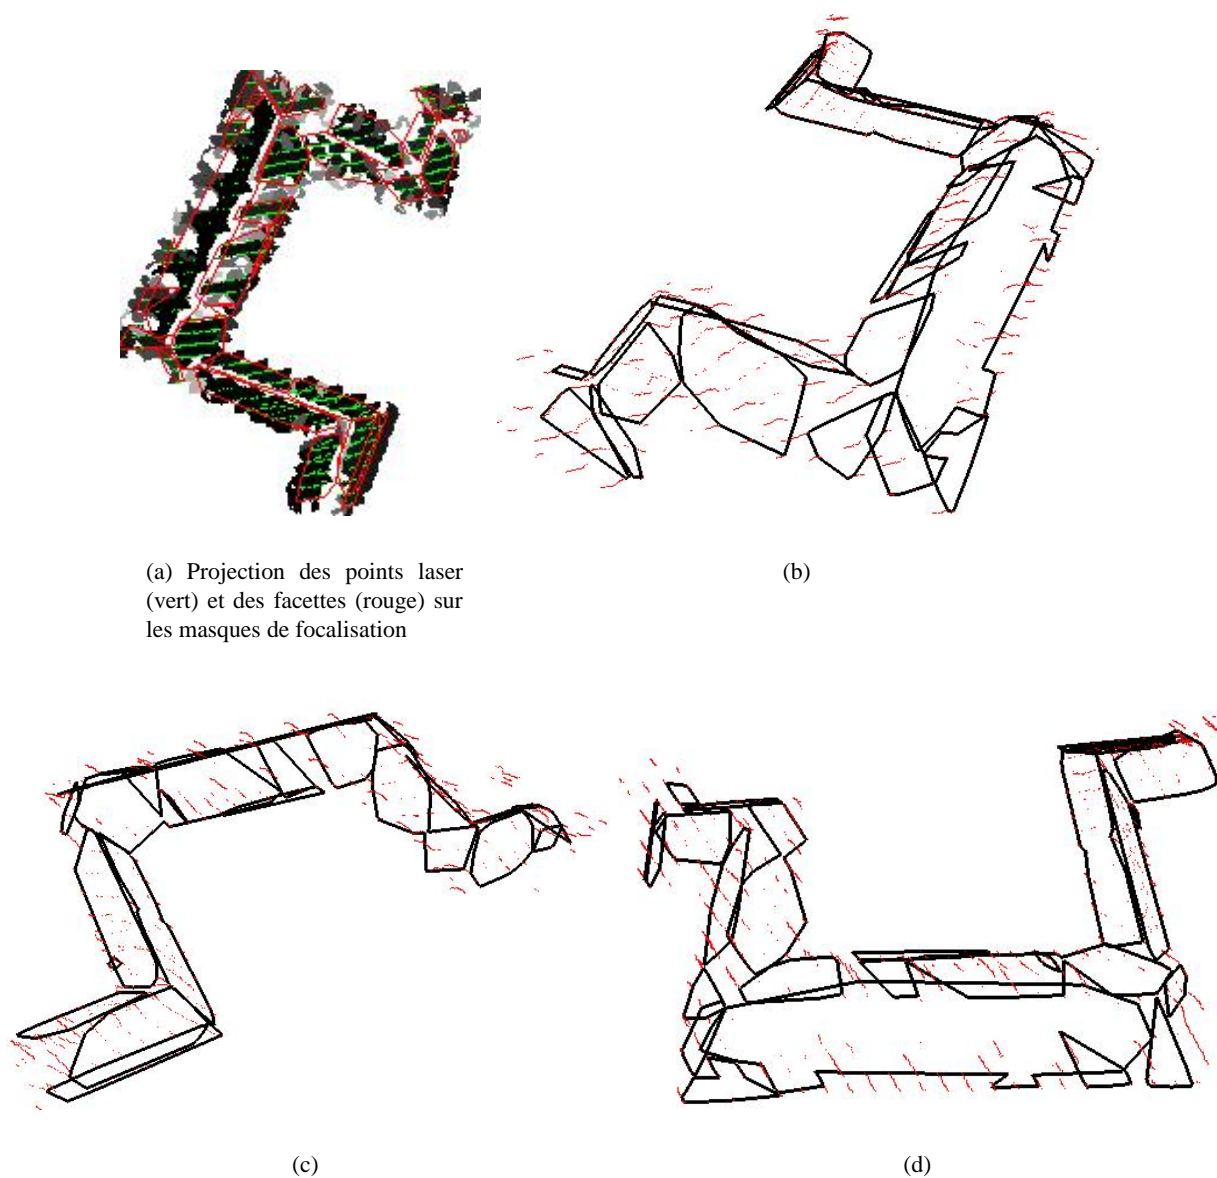 (a) Projection des points laser
(vert) et des facettes (rouge) sur
les masques de focalisation
(b)
(c)
(d)